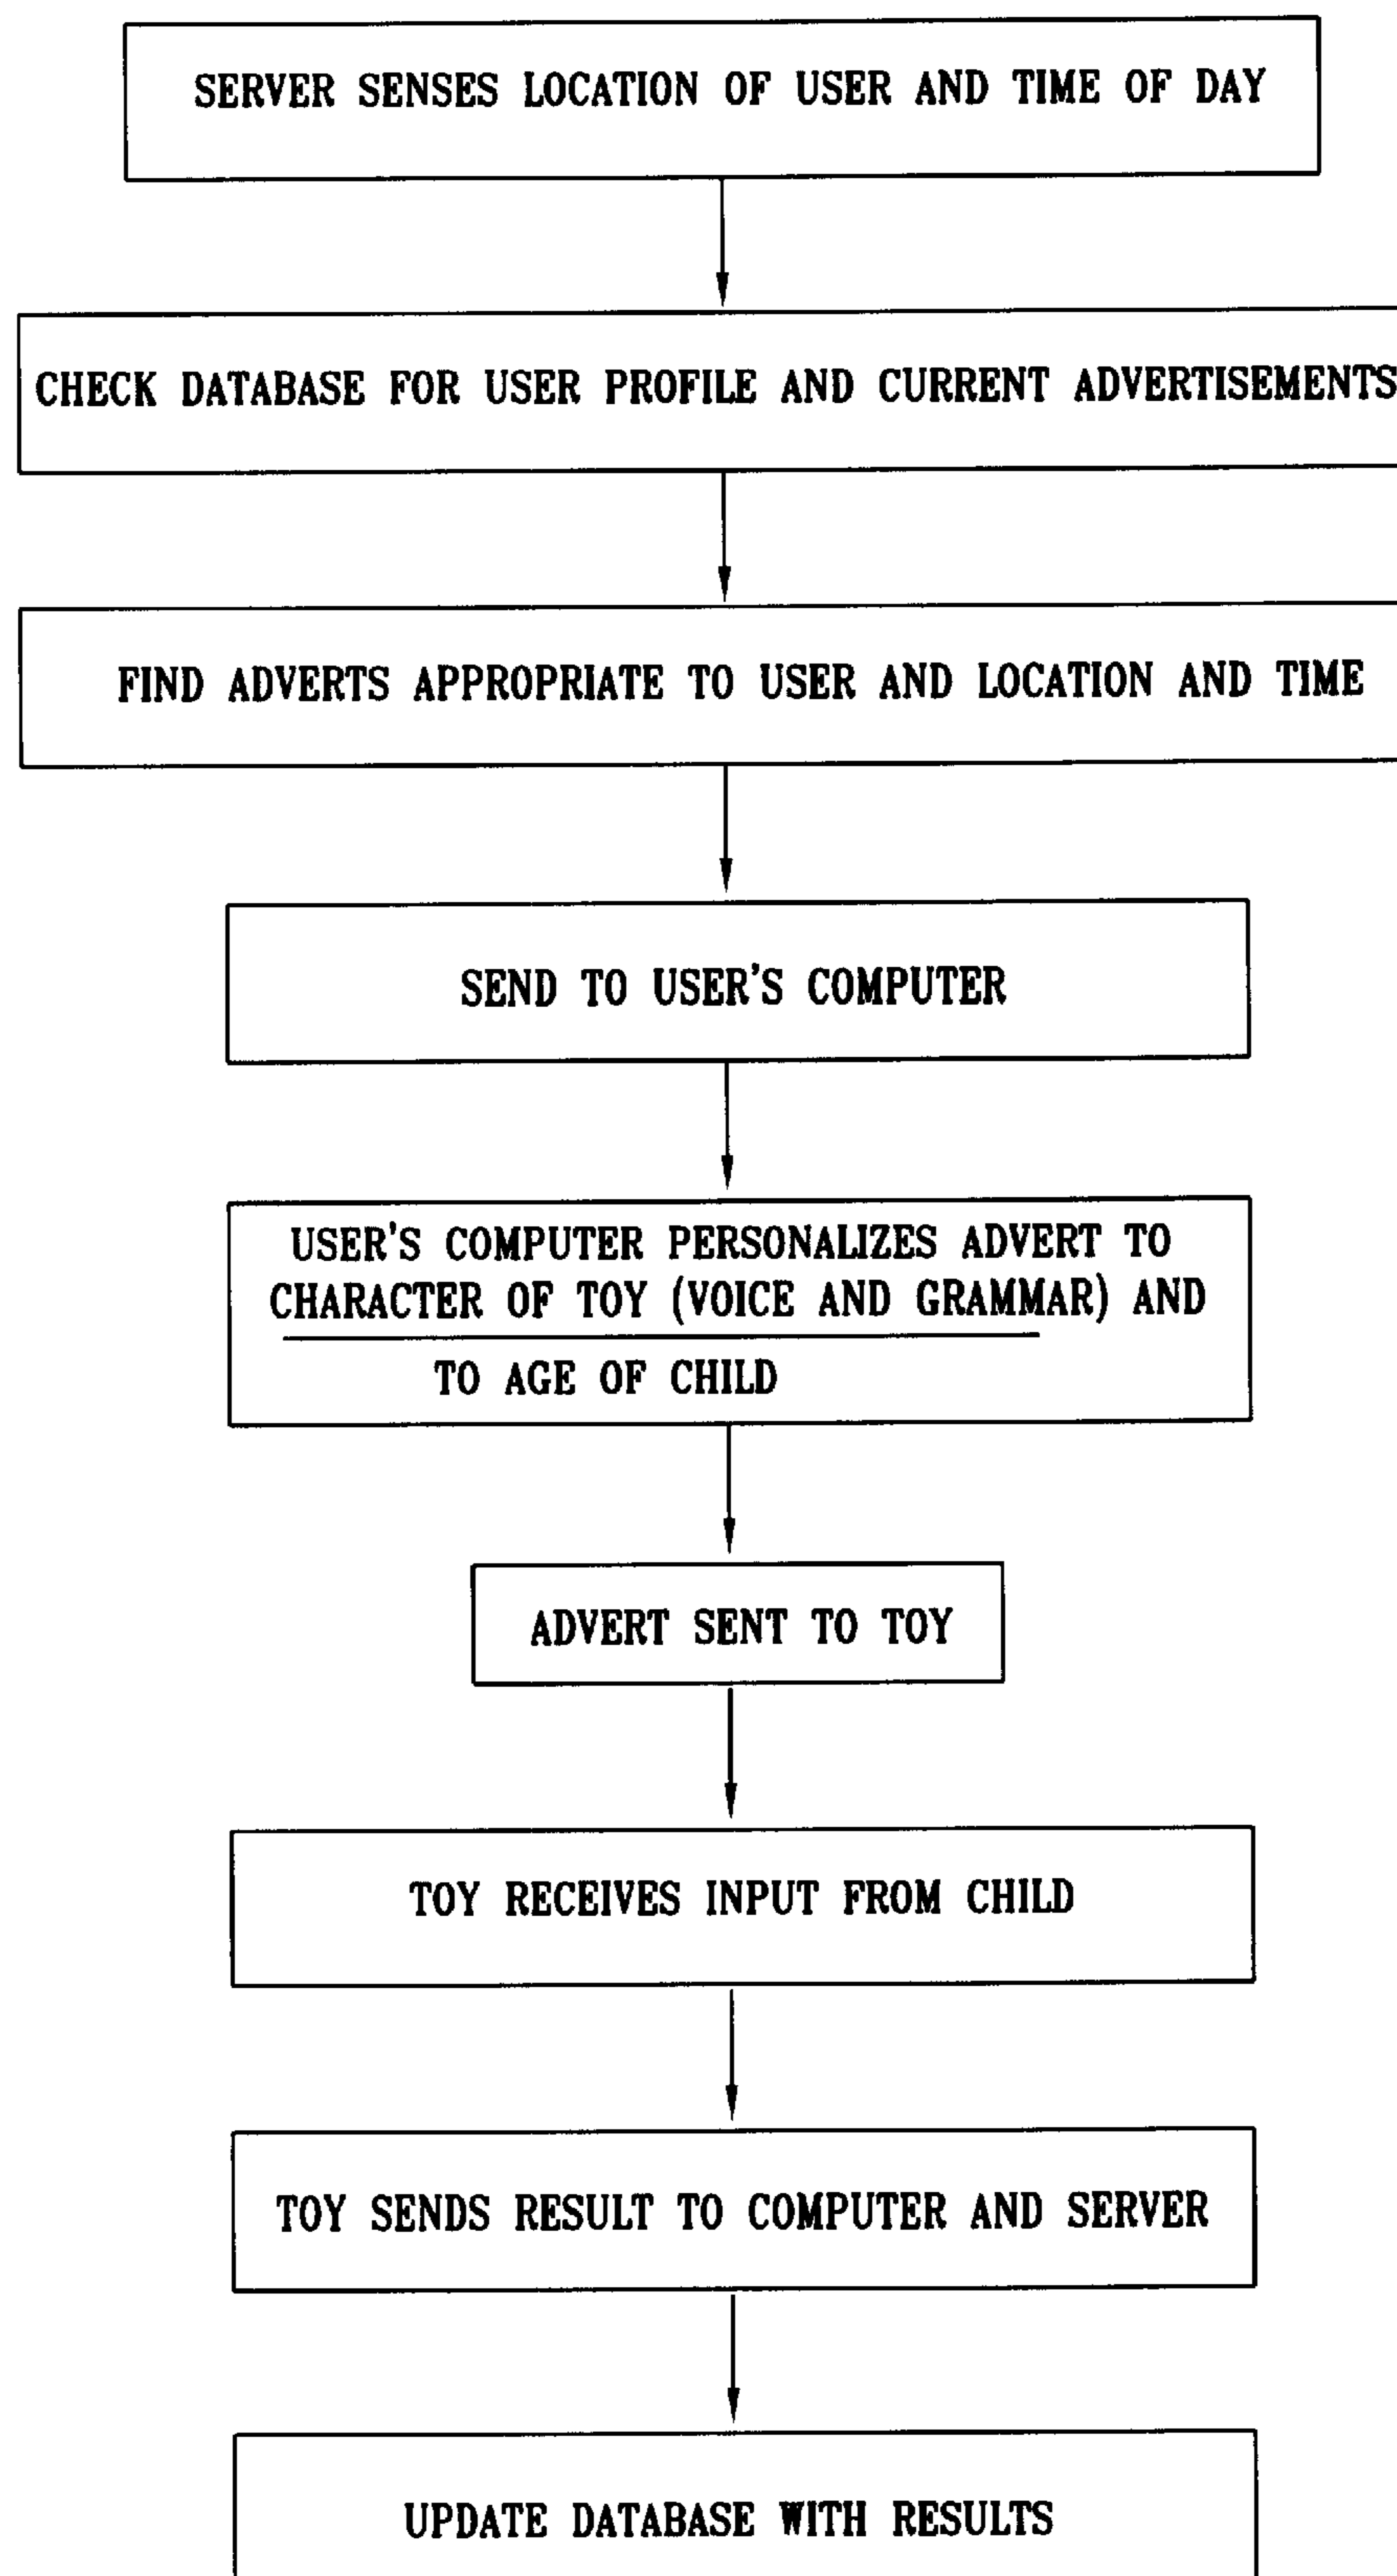 SERVER SENSES LOCATION OF USER AND TIME OF DAY
CHECK DATABASE FOR USER PROFILE AND CURRENT ADVERTISEMENTS
FIND ADVERTS APPROPRIATE TO USER AND LOCATION AND TIME
SEND TO USER'S COMPUTER
USER'S COMPUTER PERSONALIZES ADVERT TO
CHARACTER OF TOY (VOICE AND GRAMMAR) AND
TO AGE OF CHILD
ADVERT SENT TO TOY
TOY RECEIVES INPUT FROM CHILD
TOY SENDS RESULT TO COMPUTER AND SERVER
UPDATE DATABASE WITH RESULTS